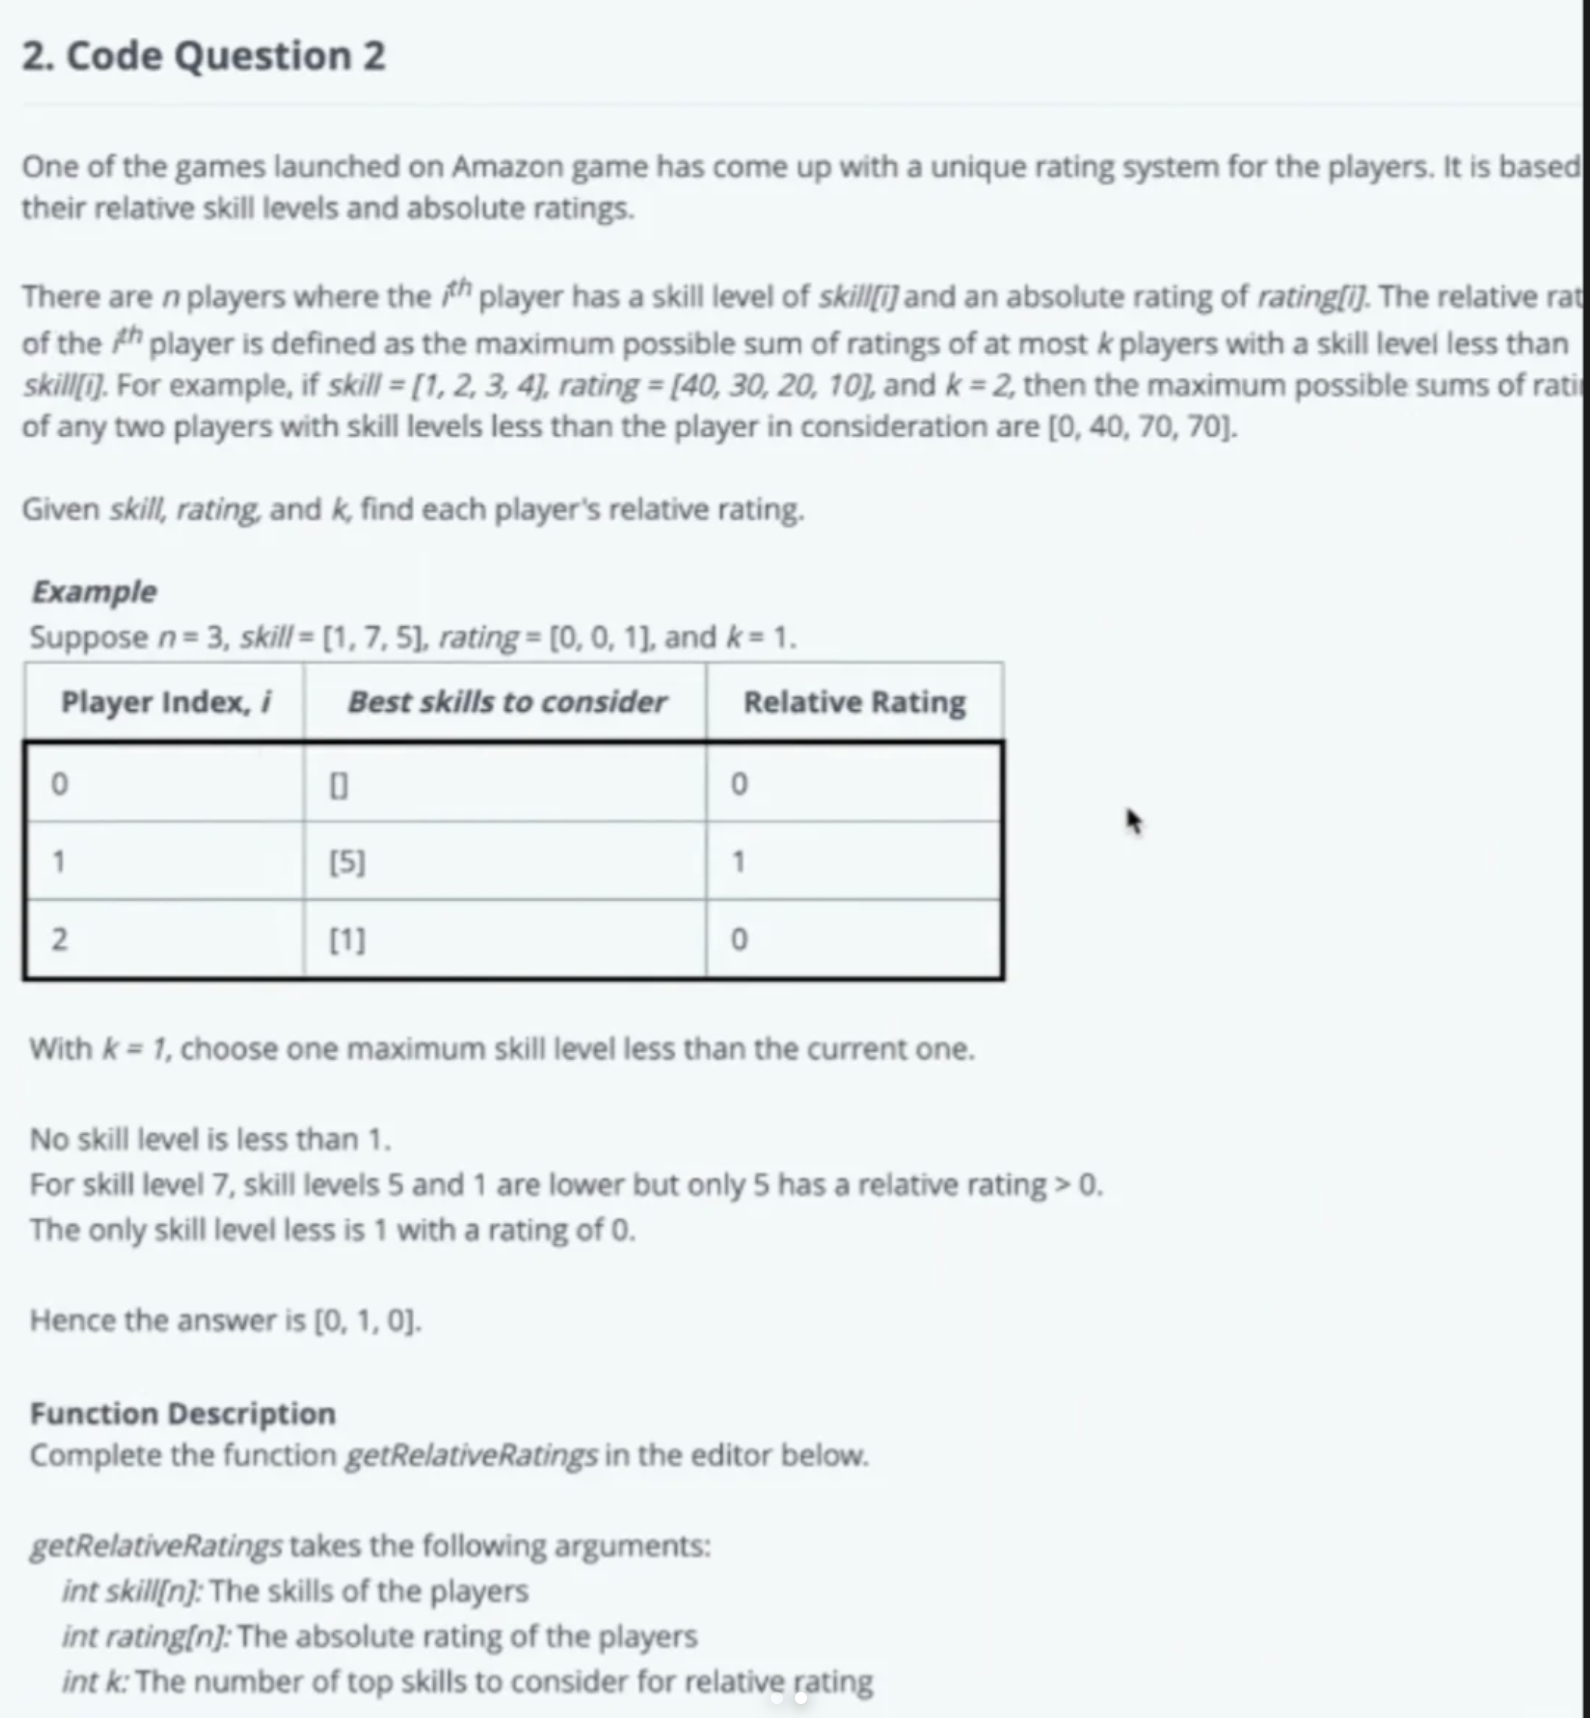 2. Code Question 2
One of the games launched on Amazon game has come up with a unique rating system for the players. It is based
their relative skill levels and absolute ratings.
There are n players where the ith player has a skill level of skill[i] and an absolute rating of rating[i]. The relative rat
of the ith player is defined as the maximum possible sum of ratings of at most k players with a skill level less than
skill[i]. For example, if skill = [1, 2, 3, 4], rating = [40, 30, 20, 10], and k = 2, then the maximum possible sums of rati
of any two players with skill levels less than the player in consideration are [0, 40, 70, 70].
Given skill, rating, and k, find each player's relative rating.
Example
Suppose n = 3, skill = [1, 7, 5], rating = [0, 0, 1], and k = 1.
Player Index, i Best skills to consider Relative Rating
0 [] 0
1 [5] 1
2 [1] 0
With k = 1, choose one maximum skill level less than the current one.
No skill level is less than 1.
For skill level 7, skill levels 5 and 1 are lower but only 5 has a relative rating > 0.
The only skill level less is 1 with a rating of 0.
Hence the answer is [0, 1, 0].
Function Description
Complete the function getRelativeRatings in the editor below.
getRelativeRatings takes the following arguments:
int skill[n]: The skills of the players
int rating[n]: The absolute rating of the players
int k: The number of top skills to consider for relative rating